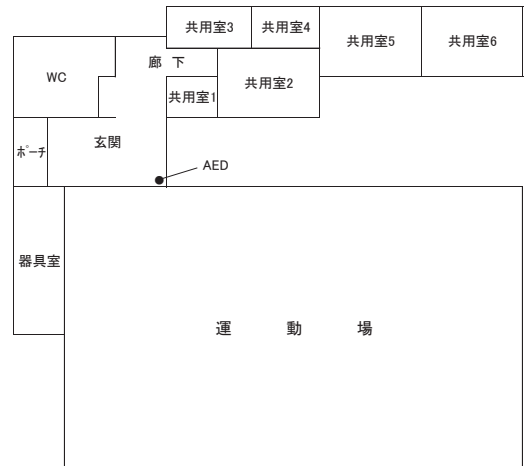 共用室3
共用室4
共用室5
共用室6
WC
廊 下
共用室1
共用室2
ポーチ
玄関
AED
器具室
運 動 場